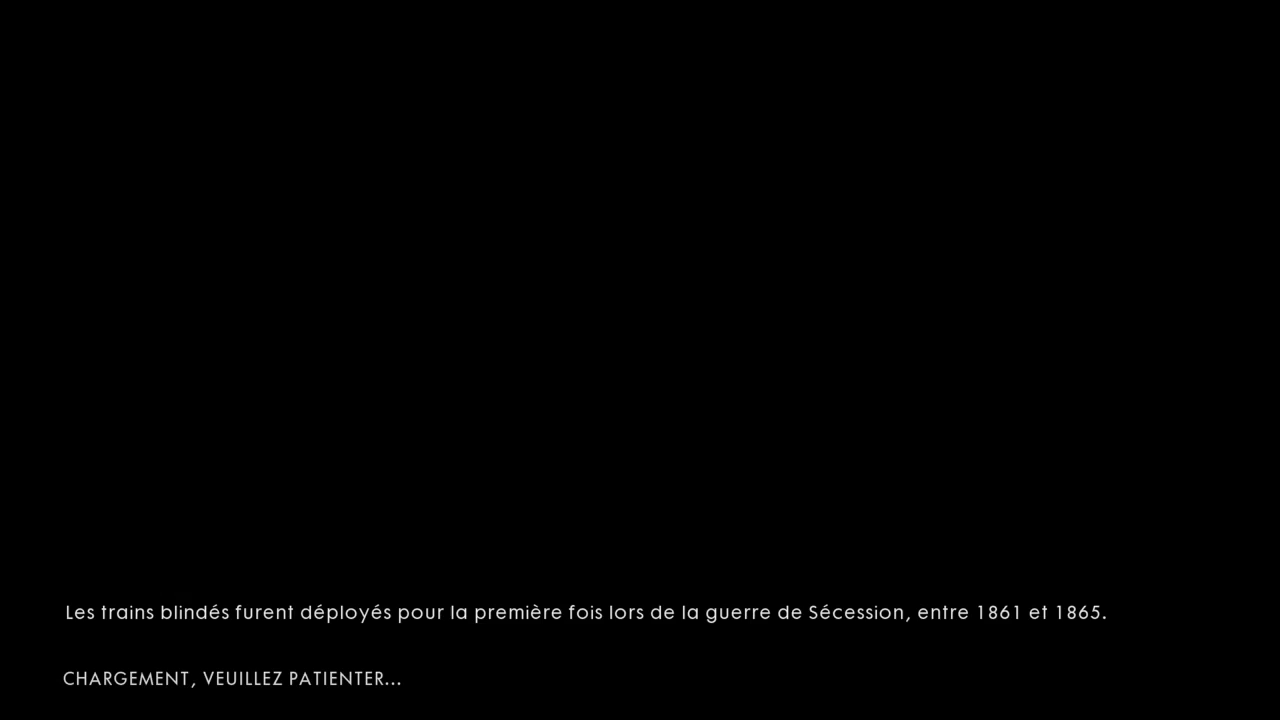 Les trains blindés furent déployés pour la première fois lors de la guerre de Sécession, entre 1861 et 1865.
CHARGEMENT, VEUILLEZ PATIENTER...